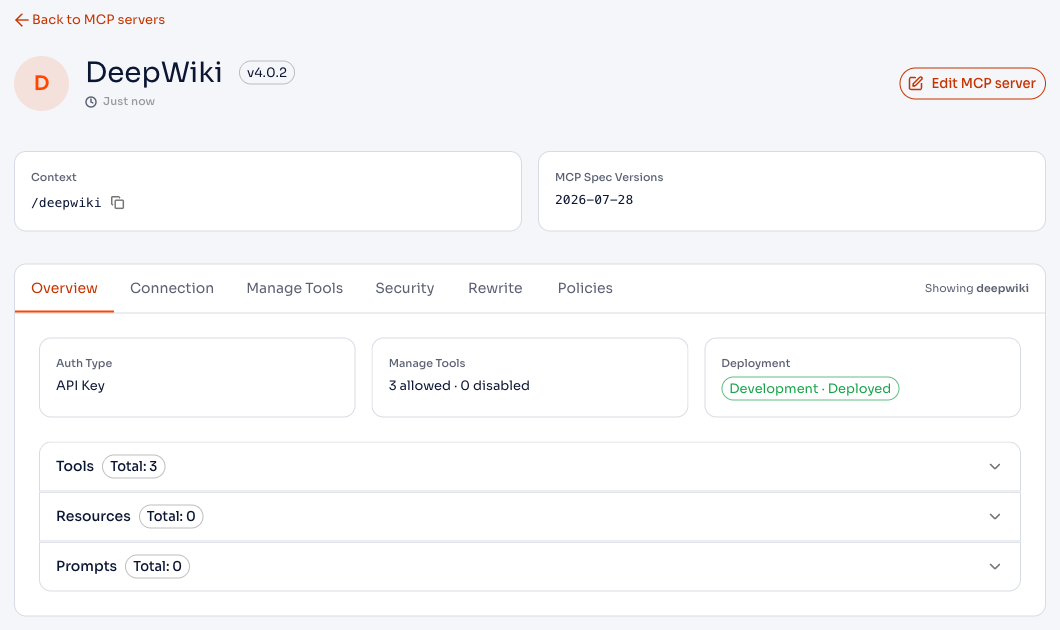 Back to MCP servers
D
DeepWiki v4.0.2
Just now
Edit MCP server
Context
/deepwiki
MCP Spec Versions
2026-07-28
Overview Connection Manage Tools Security Rewrite Policies Showing deepwiki
Auth Type
API Key
Manage Tools
3 allowed · 0 disabled
Deployment
Development · Deployed
Tools Total: 3
Resources Total: 0
Prompts Total: 0